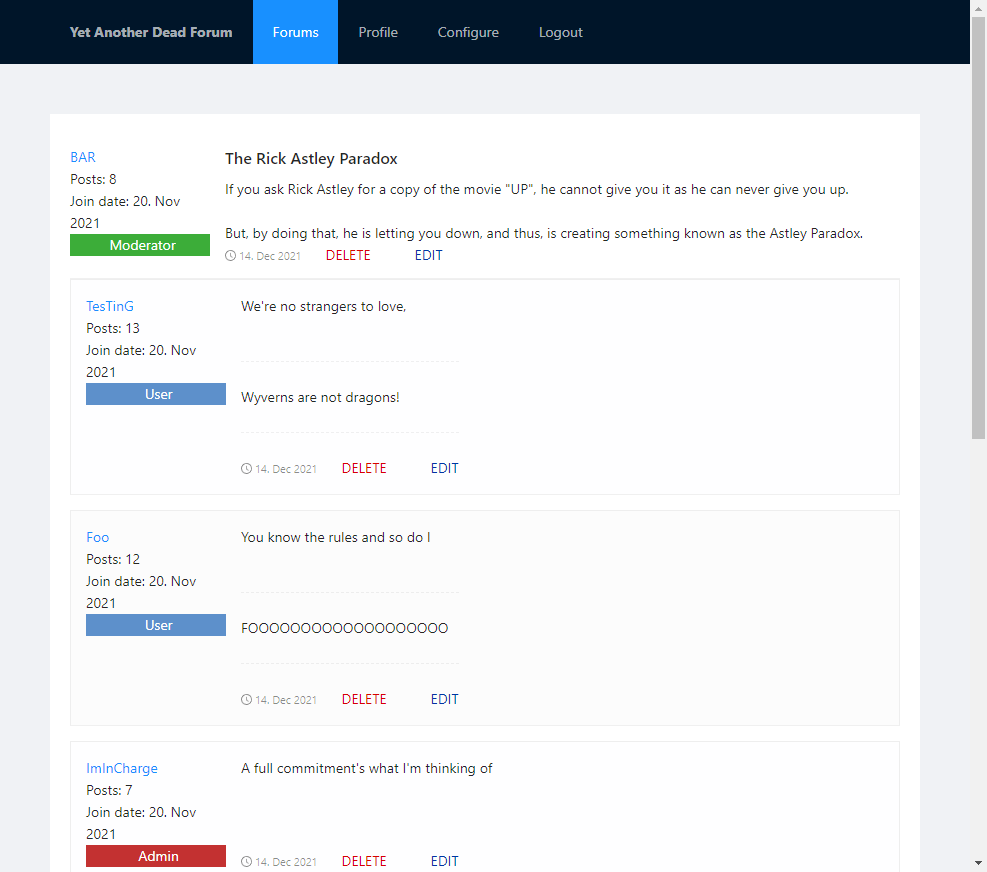 Yet Another Dead Forum Forums Profile Configure Logout
BAR
Posts: 8
Join date: 20. Nov
2021
Moderator
The Rick Astley Paradox
If you ask Rick Astley for a copy of the movie "UP", he cannot give you it as he can never give you up.
But, by doing that, he is letting you down, and thus, is creating something known as the Astley Paradox.
14. Dec 2021 DELETE EDIT
TesTinG
Posts: 13
Join date: 20. Nov
2021
User
We're no strangers to love,
Wyverns are not dragons!
14. Dec 2021 DELETE EDIT
Foo
Posts: 12
Join date: 20. Nov
2021
User
You know the rules and so do I
FOOOOOOOOOOOOOOOOOOO
14. Dec 2021 DELETE EDIT
ImInCharge
Posts: 7
Join date: 20. Nov
2021
Admin
A full commitment's what I'm thinking of
14. Dec 2021 DELETE EDIT